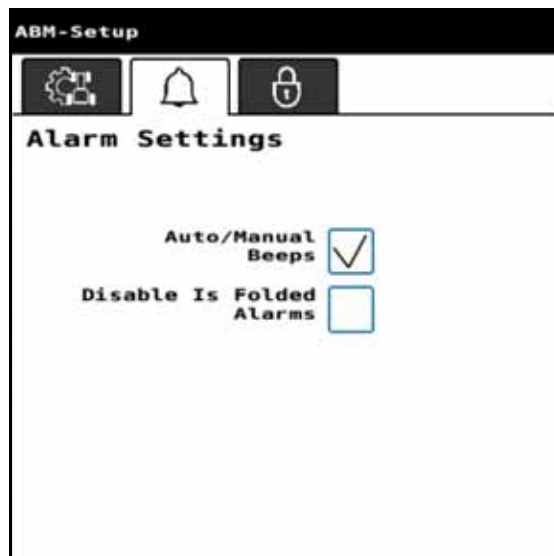 ABM-Setup
Alarm Settings
Auto/Manual
Beeps
Disable Is Folded
Alarms